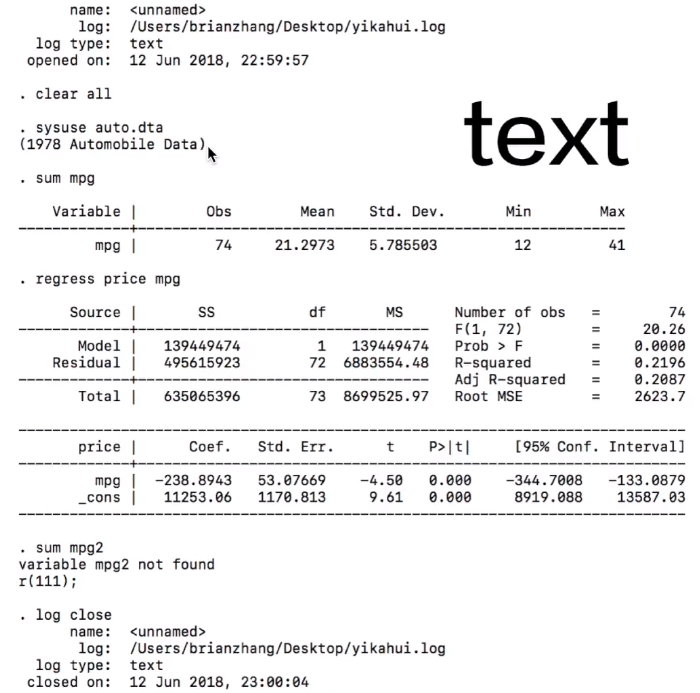 name:  <unnamed>
log:  /Users/brianzhang/Desktop/yikahui.log
log type:  text
opened on:  12 Jun 2018, 22:59:57
. clear all
text
. sysuse auto.dta
(1978 Automobile Data)
. sum mpg
Variable |        Obs        Mean    Std. Dev.       Min        Max
-------------+---------------------------------------------------------
mpg |         74     21.2973    5.785503         12         41
. regress price mpg
Source |       SS           df       MS      Number of obs   =        74
-------------+----------------------------------   F(1, 72)        =     20.26
Model |   139449474         1   139449474   Prob > F        =    0.0000
Residual |   495615923        72  6883554.48   R-squared       =    0.2196
-------------+----------------------------------   Adj R-squared   =    0.2087
Total |   635065396        73  8699525.97   Root MSE        =    2623.7
------------------------------------------------------------------------------
price |      Coef.   Std. Err.      t    P>|t|     [95% Conf. Interval]
-------------+----------------------------------------------------------------
mpg |  -238.8943   53.07669    -4.50   0.000    -344.7008   -133.0879
_cons |   11253.06   1170.813     9.61   0.000     8919.088    13587.03
------------------------------------------------------------------------------
. sum mpg2
variable mpg2 not found
r(111);
. log close
name:  <unnamed>
log:  /Users/brianzhang/Desktop/yikahui.log
log type:  text
closed on:  12 Jun 2018, 23:00:04